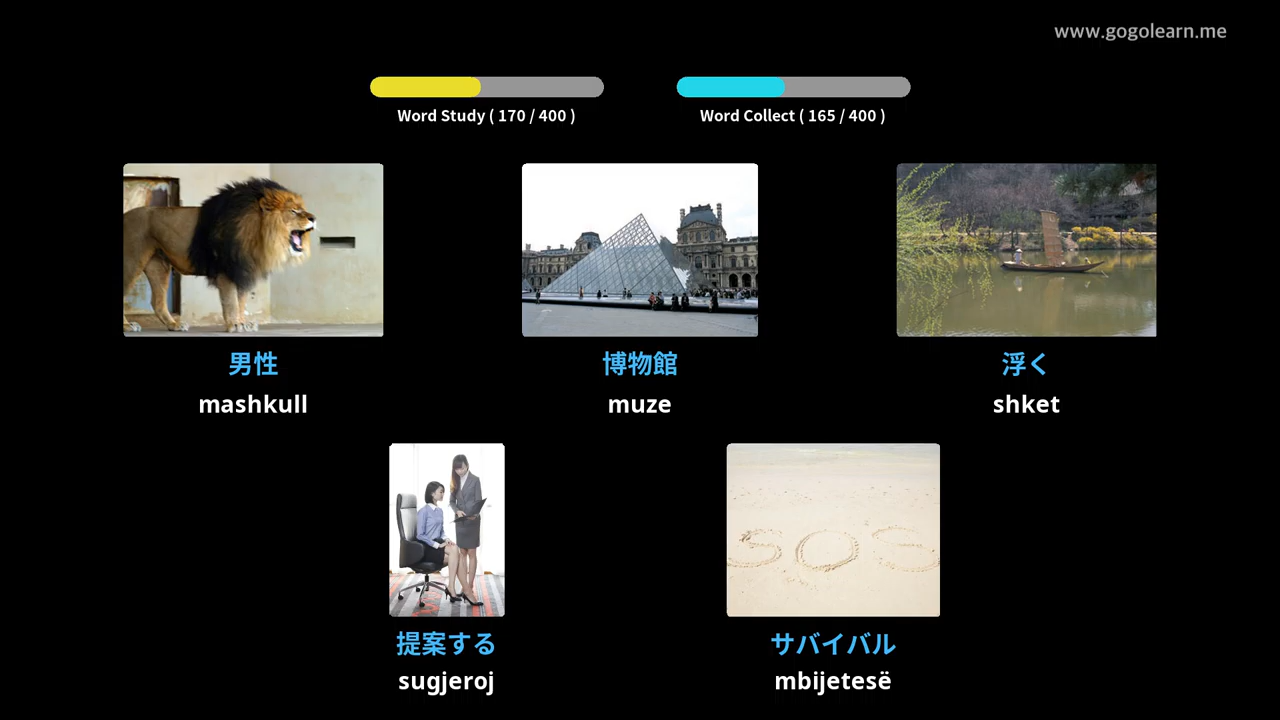 www.gogolearn.me
Word Study ( 170 / 400 )
Word Collect ( 165 / 400 )
男性
mashkull
博物館
muze
浮く
shket
提案する
sugjeroj
SOS
サバイバル
mbijetesë